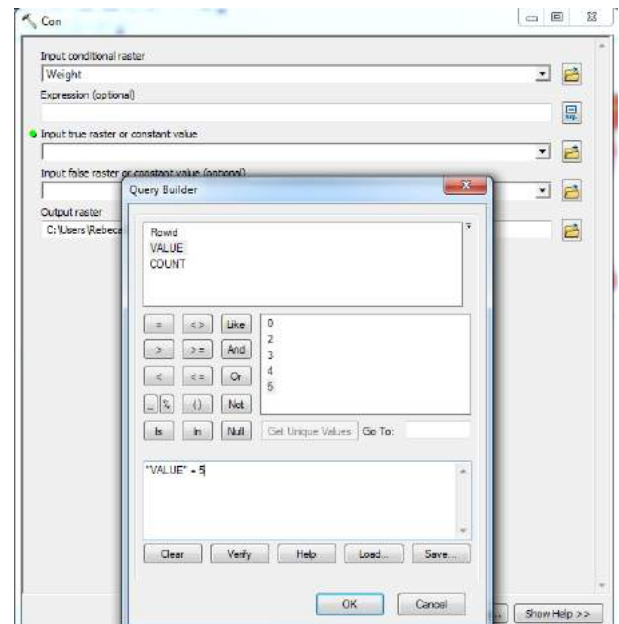 Con
Input conditional raster
Weight
Expression (optional)
Input true raster or constant value
Input false raster or constant value (optional)
Output raster
C:\Users\Rebeca
Query Builder
Rowid
VALUE
COUNT
= <> Like
> >= And
< <= Or
_ % () Not
Is In Null
0
2
3
4
5
Get Unique Values Go To:
"VALUE" = 5
Clear Verify Help Load... Save...
OK Cancel
Show Help >>